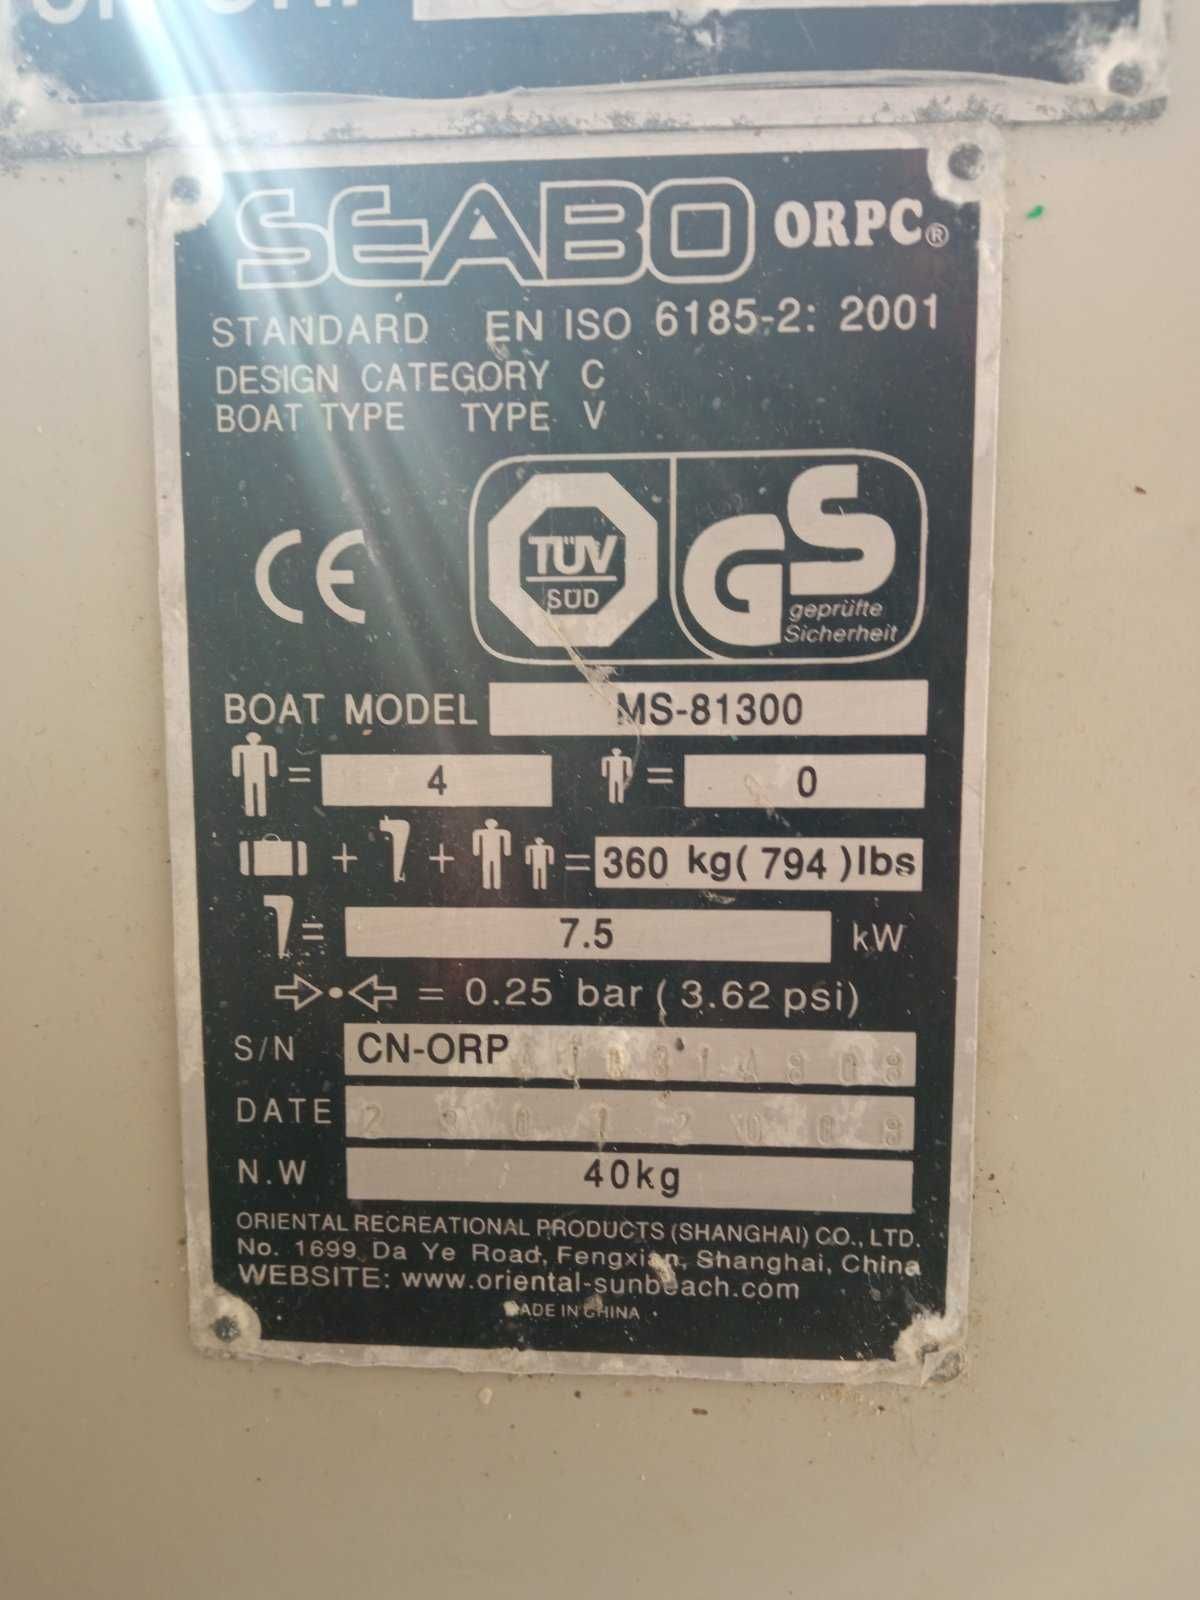 SEABO ORPC®
STANDARD EN ISO 6185-2: 2001
DESIGN CATEGORY C
BOAT TYPE TYPE V
CE
TÜV
SÜD
GS
geprüfte
Sicherheit
BOAT MODEL MS-81300
= 4 = 0
+ + = 360 kg( 794 )lbs
= 7.5 kW
= 0.25 bar ( 3.62 psi)
S/N CN-ORP
DATE
N.W 40kg
ORIENTAL RECREATIONAL PRODUCTS (SHANGHAI) CO., LTD.
No. 1699 Da Ye Road, Fengxian, Shanghai, China
WEBSITE: www.oriental-sunbeach.com
MADE IN CHINA